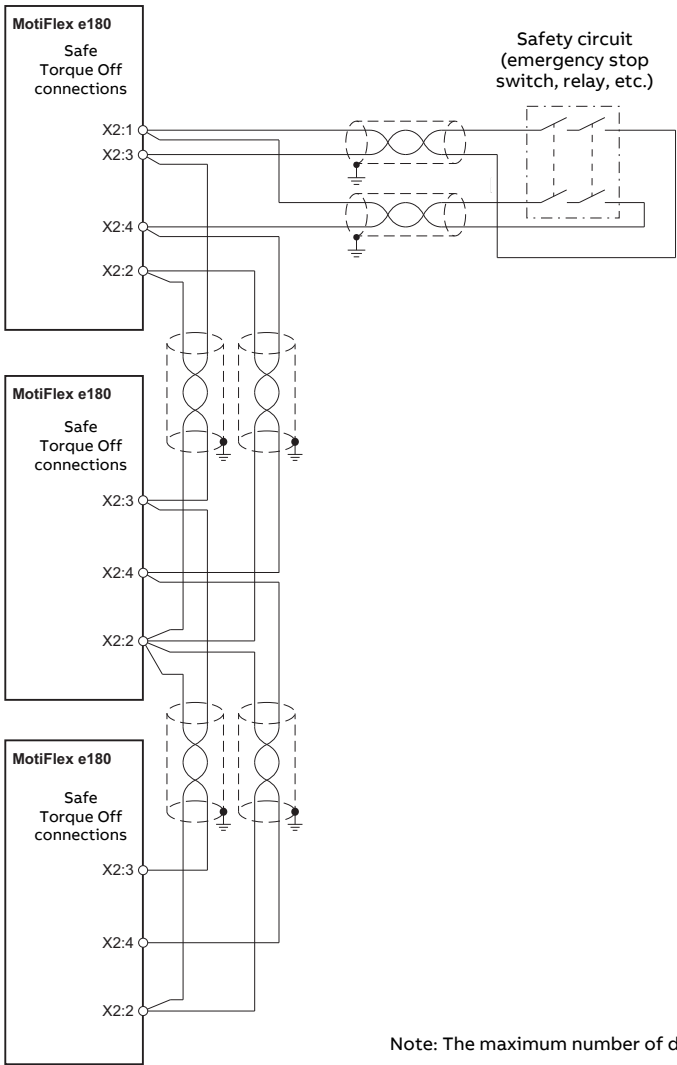 MotiFlex e180
Safe
Torque Off
connections
X2:1
X2:3
X2:4
X2:2
Safety circuit
(emergency stop
switch, relay, etc.)
MotiFlex e180
Safe
Torque Off
connections
X2:3
X2:4
X2:2
MotiFlex e180
Safe
Torque Off
connections
X2:3
X2:4
X2:2
Note: The maximum number of